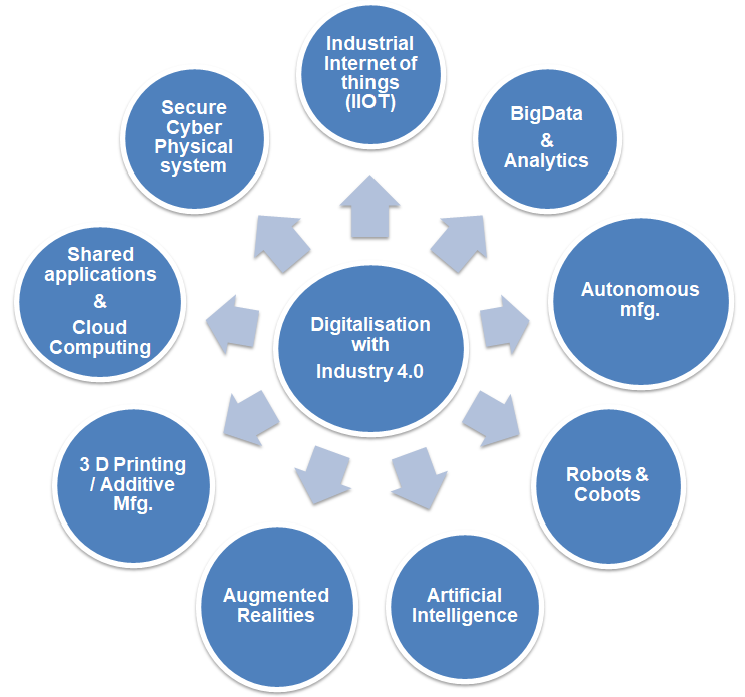 Industrial
Internet of
things
(IIOT)
BigData
&
Analytics
Autonomous
mfg.
Robots &
Cobots
Artificial
Intelligence
Augmented
Realities
3 D Printing
/ Additive
Mfg.
Shared
applications
&
Cloud
Computing
Secure
Cyber
Physical
system
Digitalisation
with
Industry 4.0